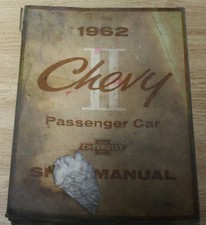 1962
Chevy
II
Passenger Car
CHEVROLET
MANUAL